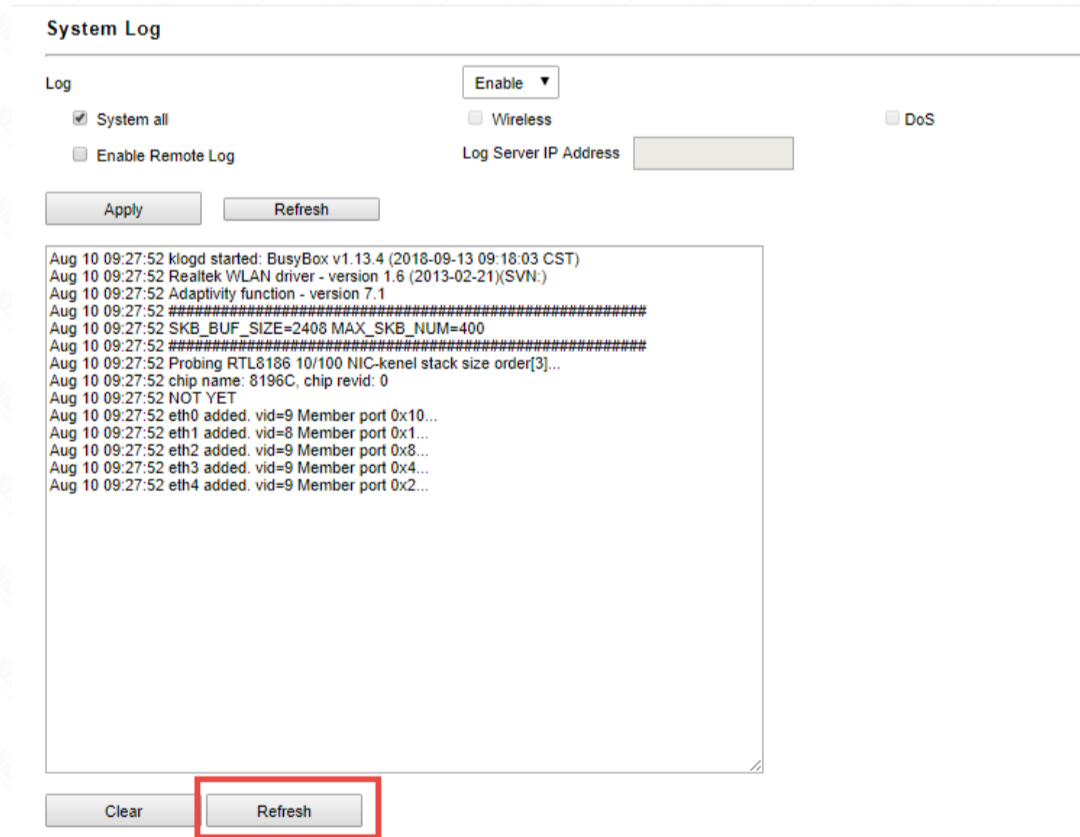 System Log
Log Enable
System all Wireless DoS
Enable Remote Log Log Server IP Address
Apply Refresh
Aug 10 09:27:52 klogd started: BusyBox v1.13.4 (2018-09-13 09:18:03 CST)
Aug 10 09:27:52 Realtek WLAN driver - version 1.6 (2013-02-21)(SVN:)
Aug 10 09:27:52 Adaptivity function - version 7.1
Aug 10 09:27:52 #######################################################
Aug 10 09:27:52 SKB_BUF_SIZE=2408 MAX_SKB_NUM=400
Aug 10 09:27:52 #######################################################
Aug 10 09:27:52 Probing RTL8186 10/100 NIC-kenel stack size order[3]...
Aug 10 09:27:52 chip name: 8196C, chip revid: 0
Aug 10 09:27:52 NOT YET
Aug 10 09:27:52 eth0 added. vid=9 Member port 0x10...
Aug 10 09:27:52 eth1 added. vid=8 Member port 0x1...
Aug 10 09:27:52 eth2 added. vid=9 Member port 0x8...
Aug 10 09:27:52 eth3 added. vid=9 Member port 0x4...
Aug 10 09:27:52 eth4 added. vid=9 Member port 0x2...
Clear Refresh